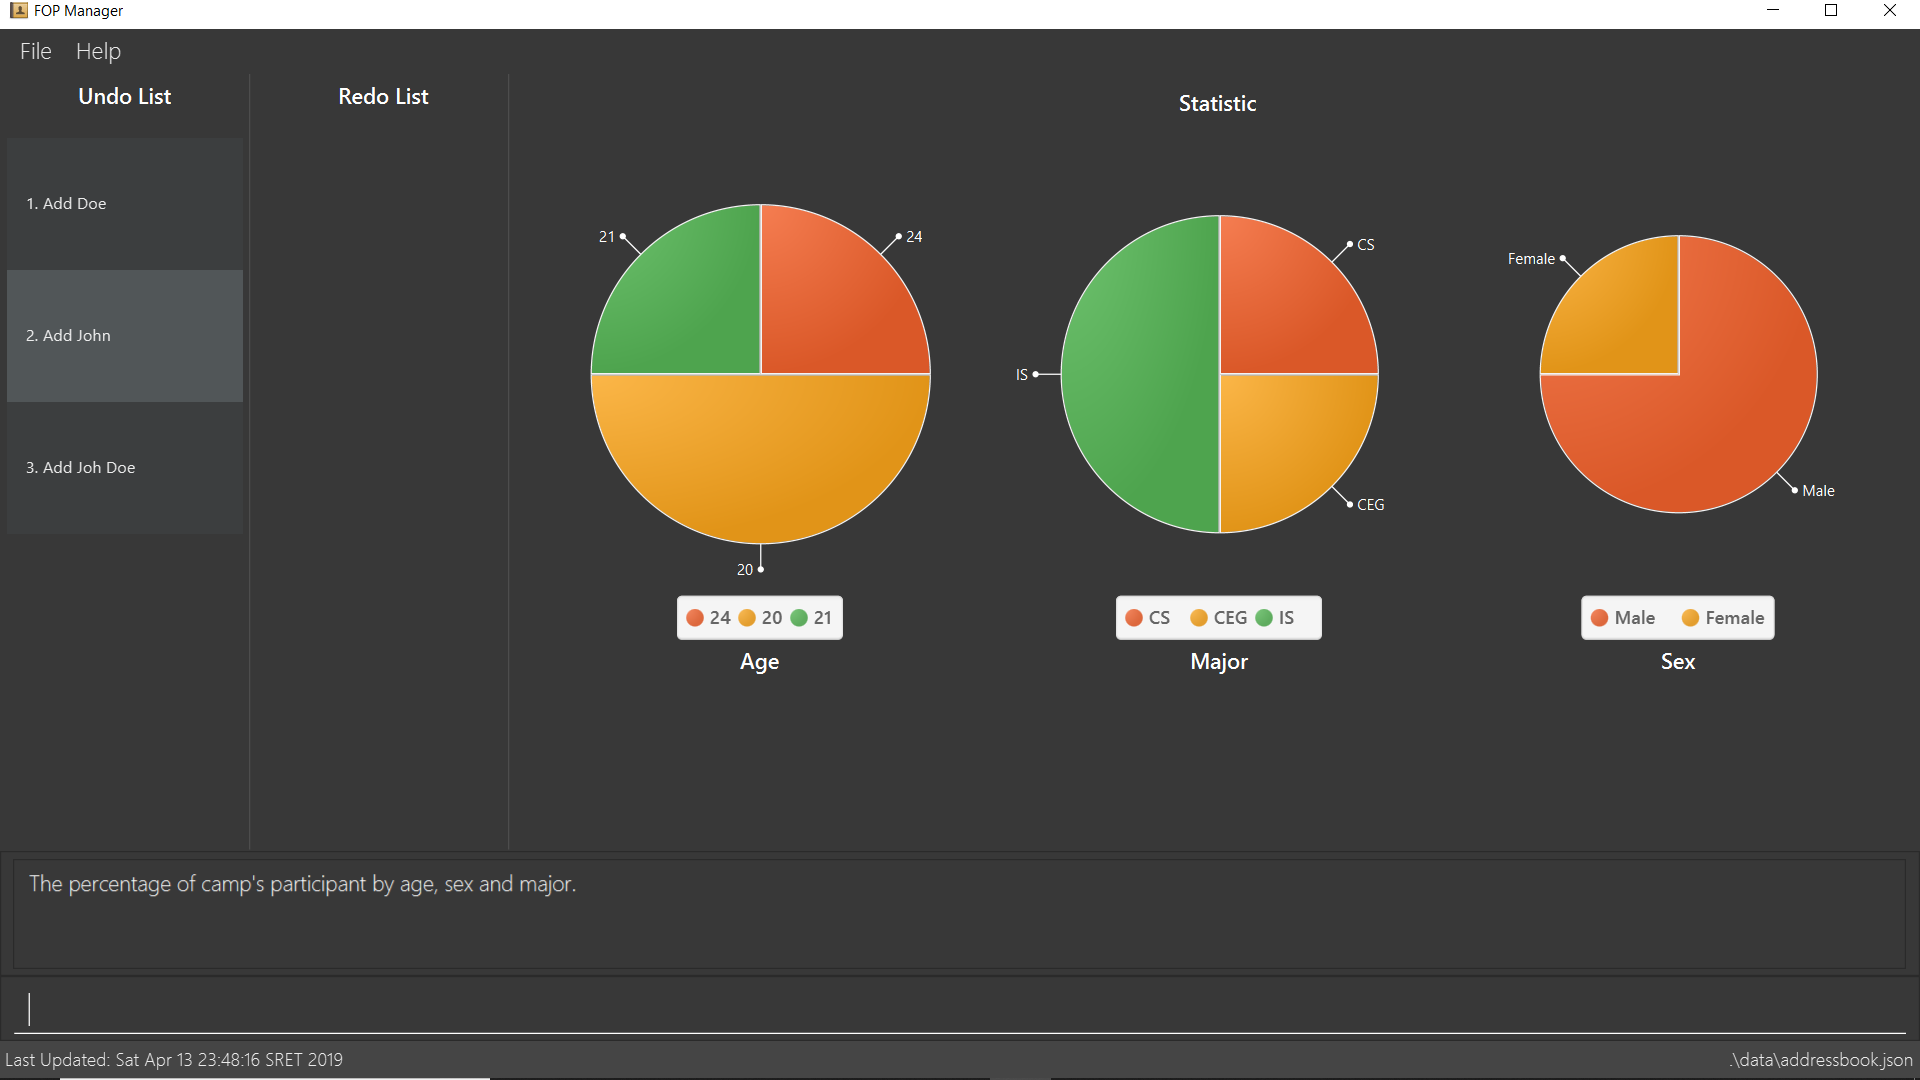 FOP Manager
File Help
Undo List
Redo List
Statistic
1. Add Doe
2. Add John
3. Add Joh Doe
21
24
20
24 20 21
Age
CS
IS
CEG
CS CEG IS
Major
Female
Male
Male Female
Sex
The percentage of camp's participant by age, sex and major.
Last Updated: Sat Apr 13 23:48:16 SRET 2019
.\data\addressbook.json